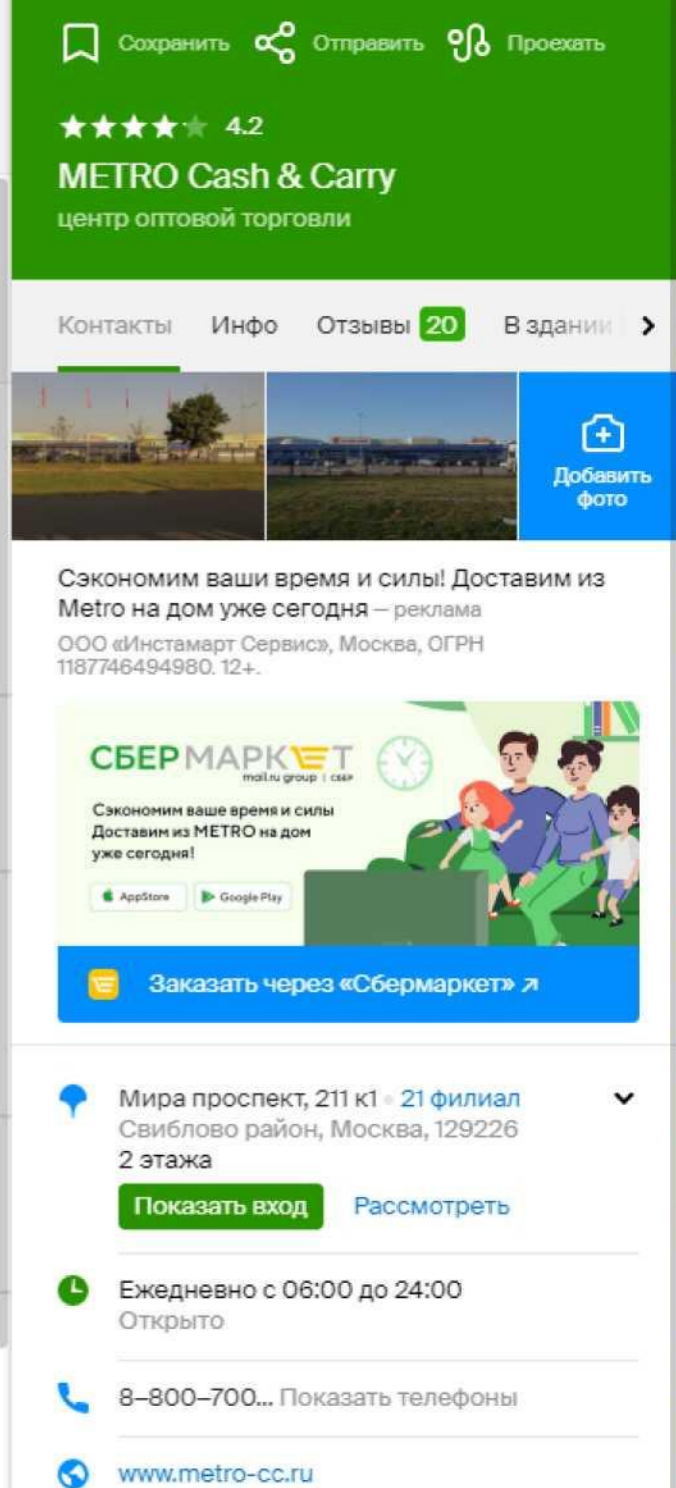 Сохранить Отправить Проехать
4.2
METRO Cash & Carry
центр оптовой торговли
Контакты Инфо Отзывы 20 В здании
Добавить
фото
Сэкономим ваши время и силы! Доставим из
Metro на дом уже сегодня – реклама
ООО «Инстамарт Сервис», Москва, ОГРН
1187746494980. 12+.
СБЕРМАРКЕТ
mail.ru group | сбер
Сэкономим ваше время и силы
Доставим из METRO на дом
уже сегодня!
AppStore Google Play
Заказать через «Сбермаркет»
Мира проспект, 211 к1 • 21 филиал
Свиблово район, Москва, 129226
2 этажа
Показать вход Рассмотреть
Ежедневно с 06:00 до 24:00
Открыто
8–800–700... Показать телефоны
www.metro-cc.ru